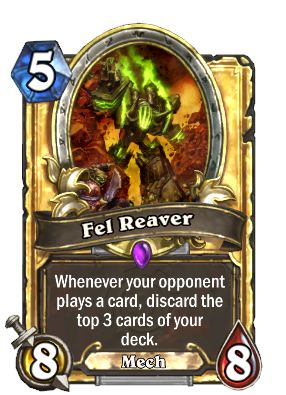 5
Fel Reaver
Whenever your opponent
plays a card, discard the
top 3 cards of your
deck.
Mech
8 8